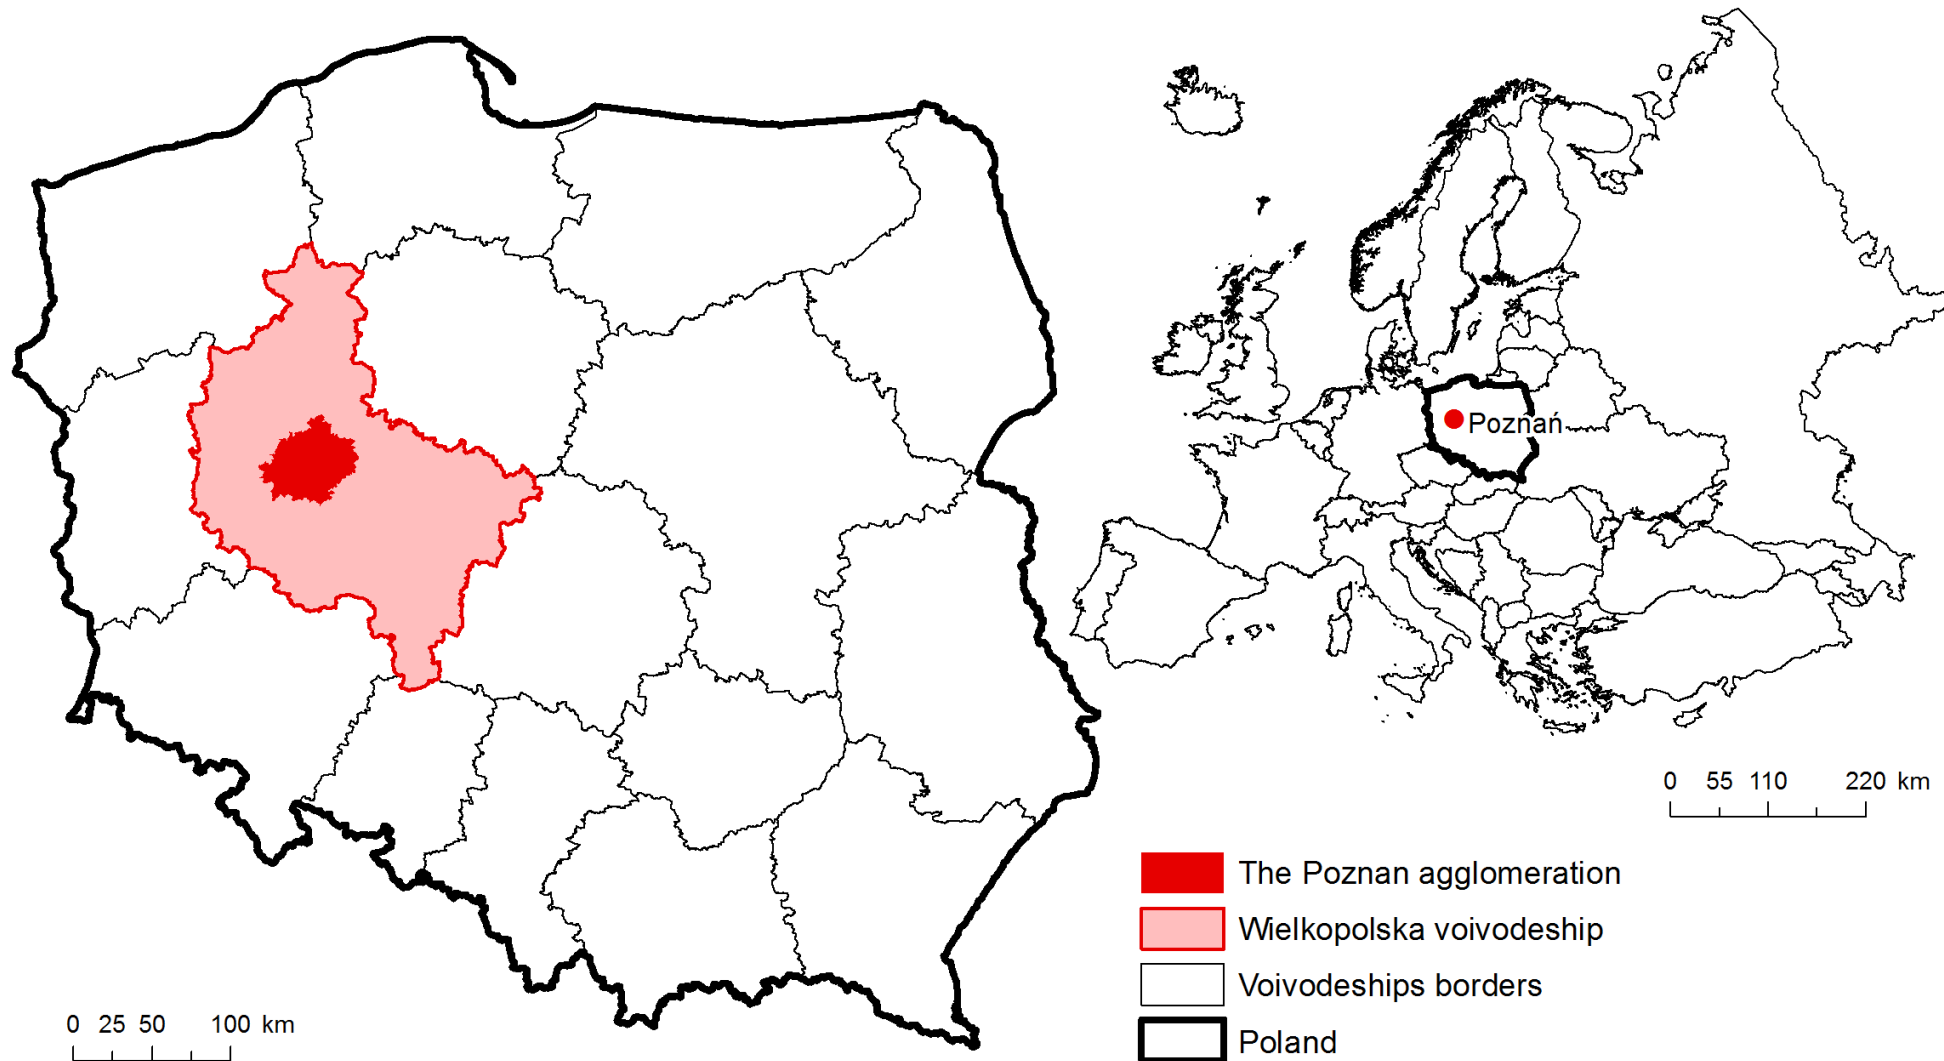 Poznań
0 55 110 220 km
The Poznan agglomeration
Wielkopolska voivodeship
Voivodeships borders
Poland
0 25 50 100 km